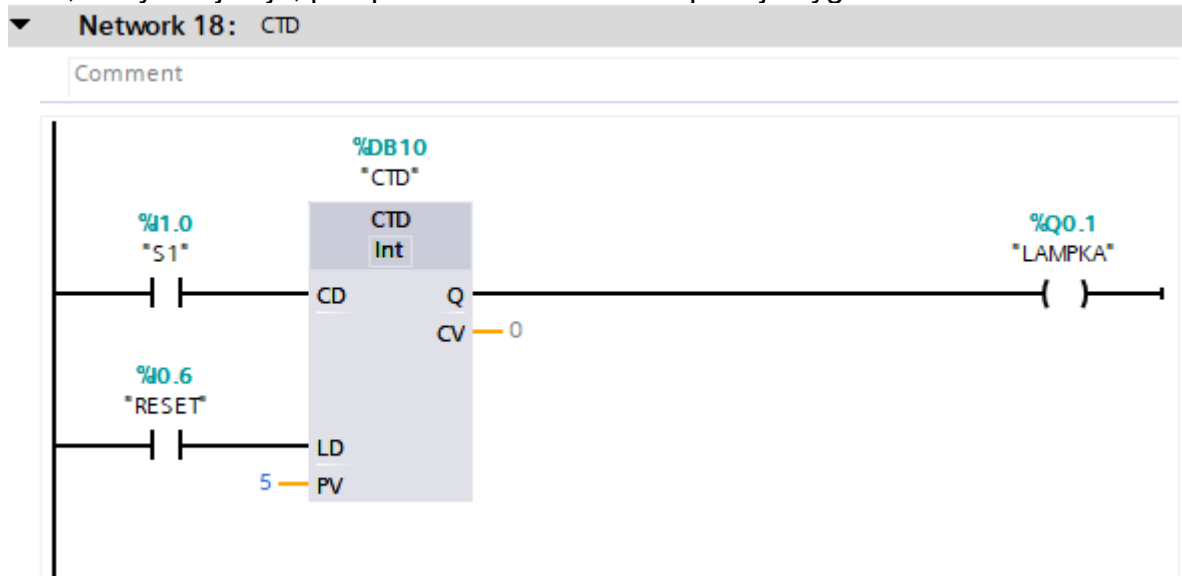 Network 18: CTD
Comment
%DB10
"CTD"
%I1.0
"S1"
CTD
Int
%Q0.1
"LAMPKA"
CD
Q
CV
0
%I0.6
"RESET"
LD
5
PV